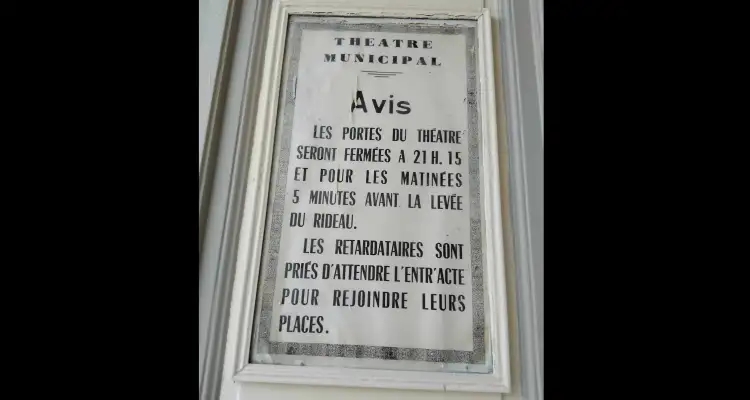 THEATRE
MUNICIPAL
Avis
LES PORTES DU THÉATRE
SERONT FERMÉES A 21 H. 15
ET POUR LES MATINÉES
5 MINUTES AVANT LA LEVÉE
DU RIDEAU.
LES RETARDATAIRES SONT
PRIÉS D'ATTENDRE L'ENTR'ACTE
POUR REJOINDRE LEURS
PLACES.